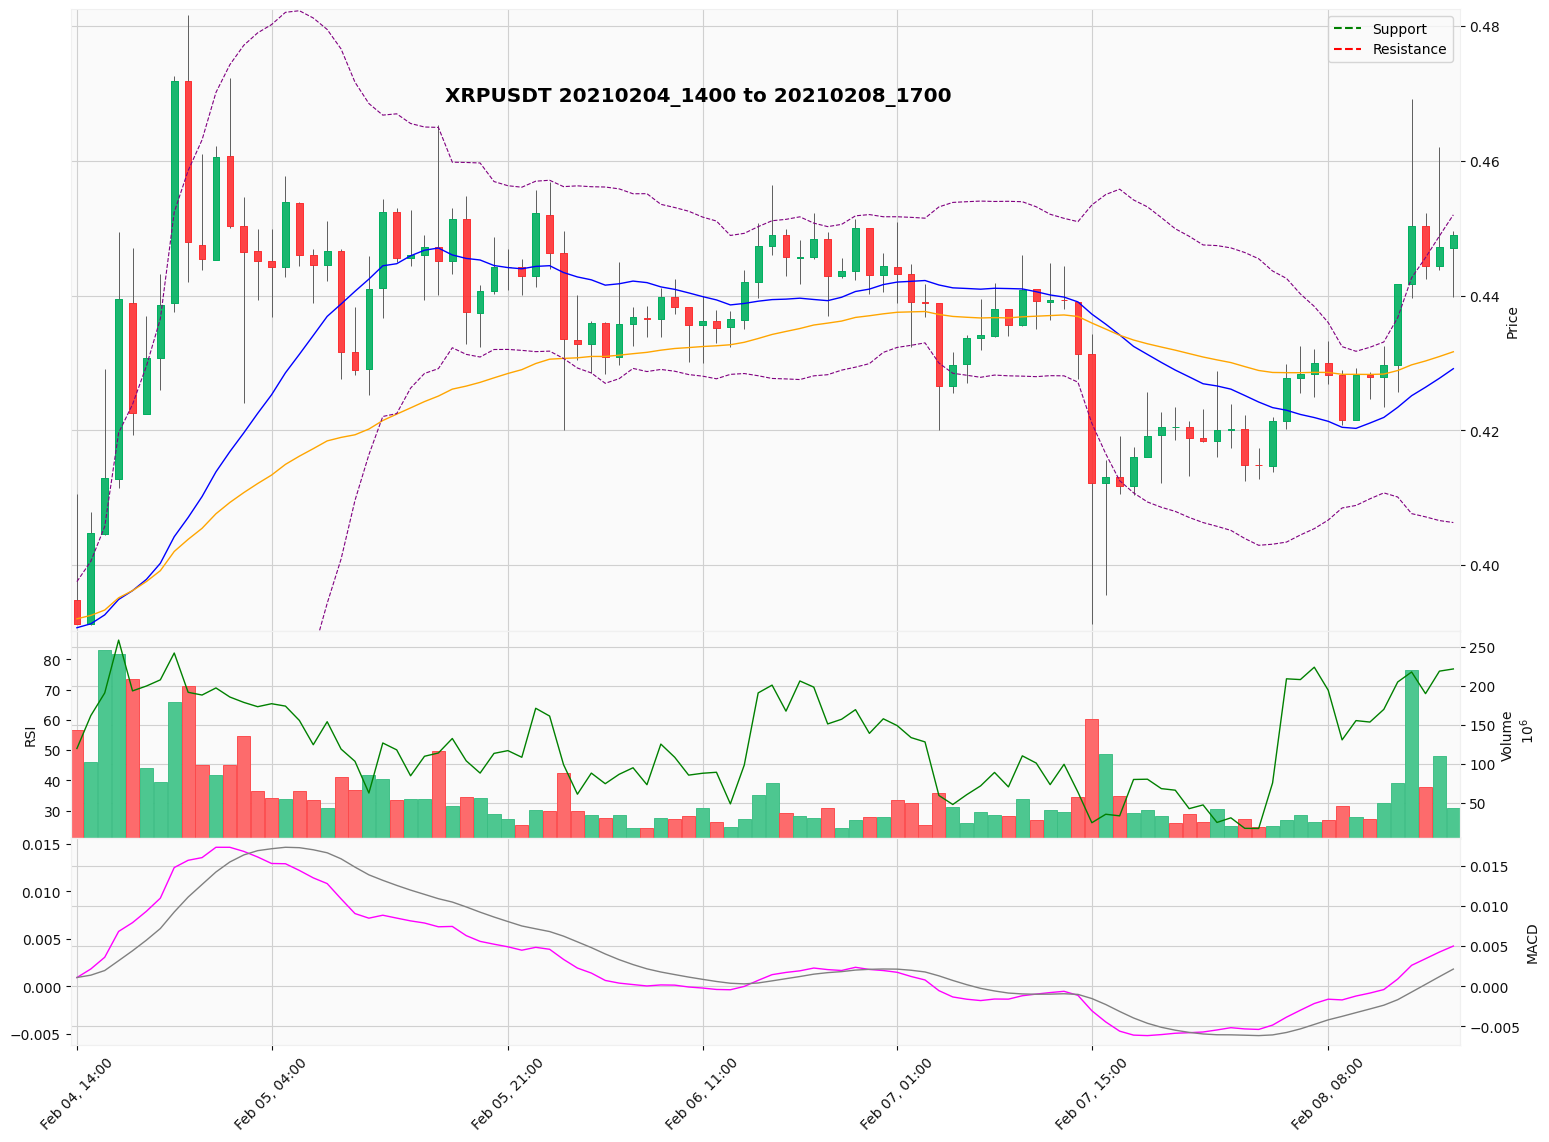 XRPUSDT 20210204_1400 to 20210208_1700
Support
Resistance
0.48
0.46
0.44
0.42
0.40
Price
80
70
60
50
40
30
RSI
250
200
150
100
50
Volume
10^6
0.015
0.010
0.005
0.000
−0.005
0.015
0.010
0.005
0.000
−0.005
MACD
Feb 04, 14:00
Feb 05, 04:00
Feb 05, 21:00
Feb 06, 11:00
Feb 07, 01:00
Feb 07, 15:00
Feb 08, 08:00